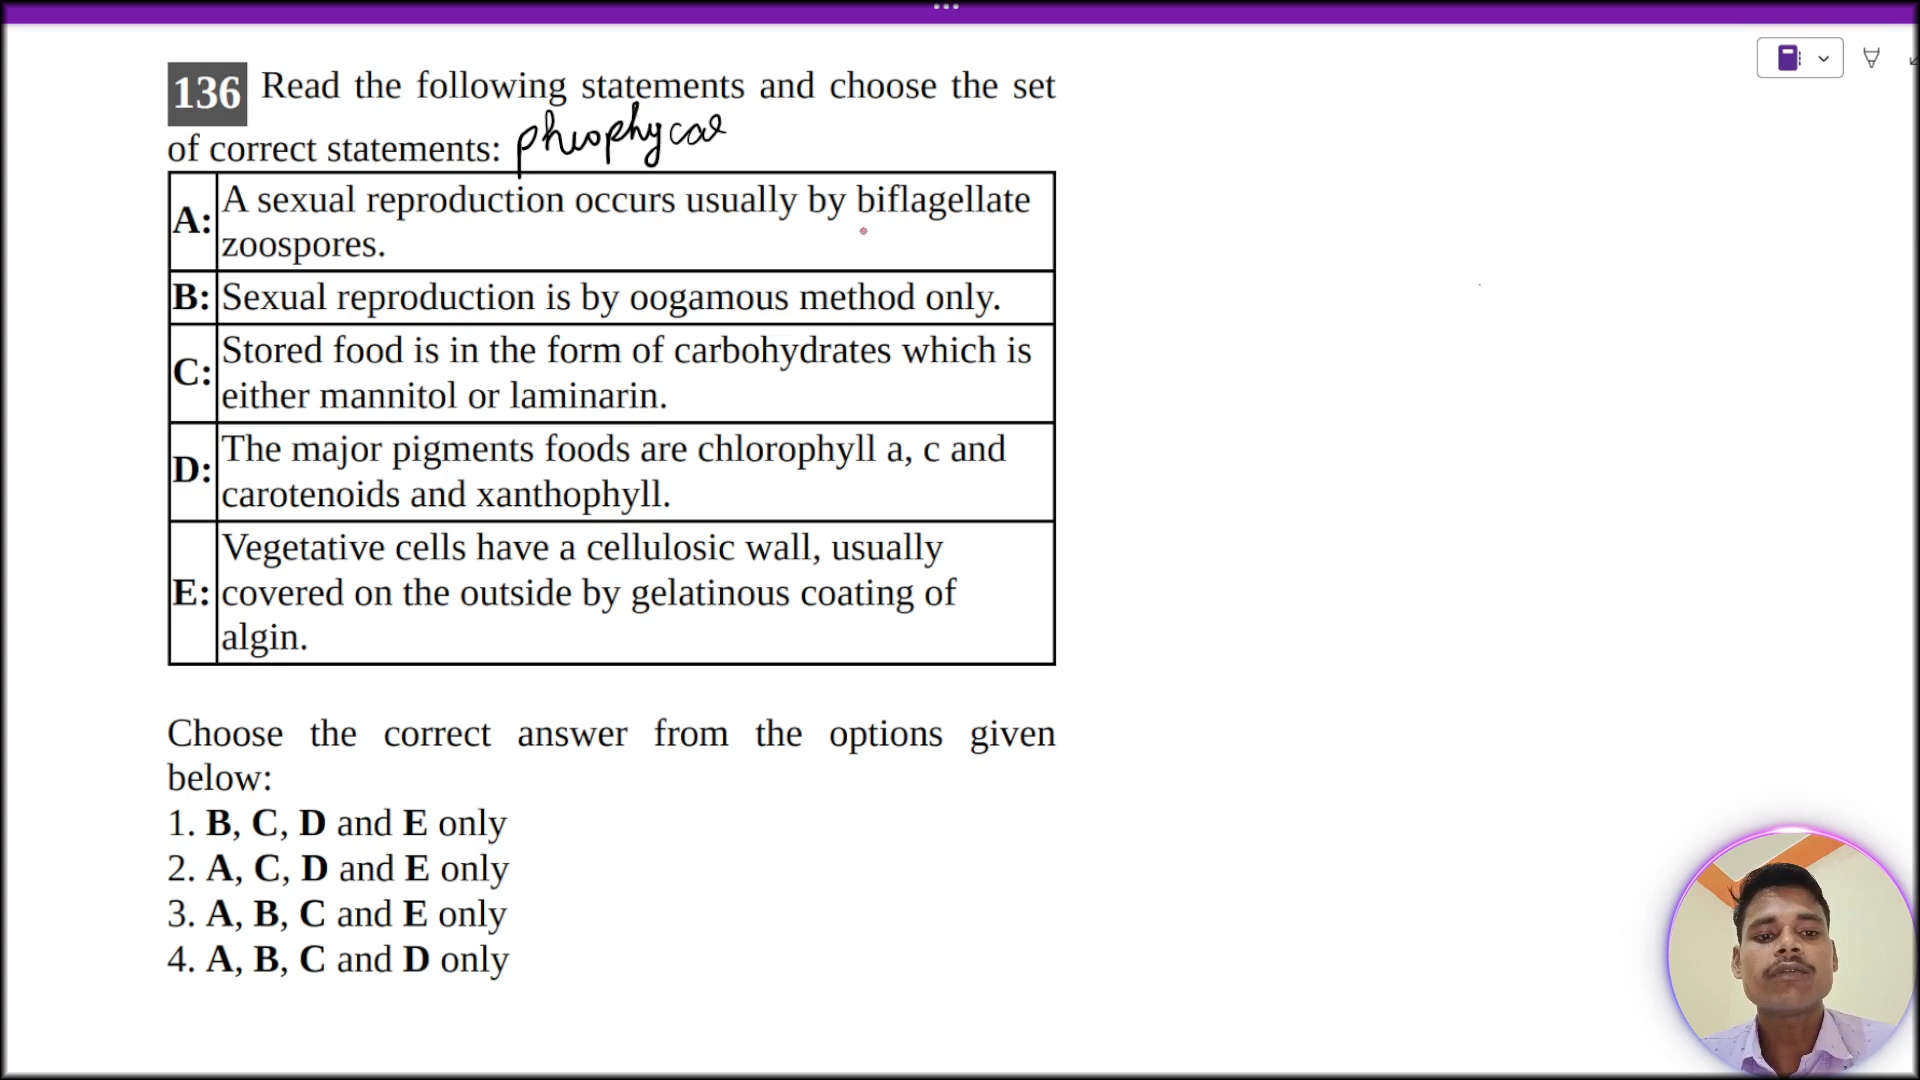 136 Read the following statements and choose the set
of correct statements: pheophycae
A: A sexual reproduction occurs usually by biflagellate
zoospores.
B: Sexual reproduction is by oogamous method only.
C: Stored food is in the form of carbohydrates which is
either mannitol or laminarin.
D: The major pigments foods are chlorophyll a, c and
carotenoids and xanthophyll.
E: Vegetative cells have a cellulosic wall, usually
covered on the outside by gelatinous coating of
algin.
Choose the correct answer from the options given
below:
1. B, C, D and E only
2. A, C, D and E only
3. A, B, C and E only
4. A, B, C and D only